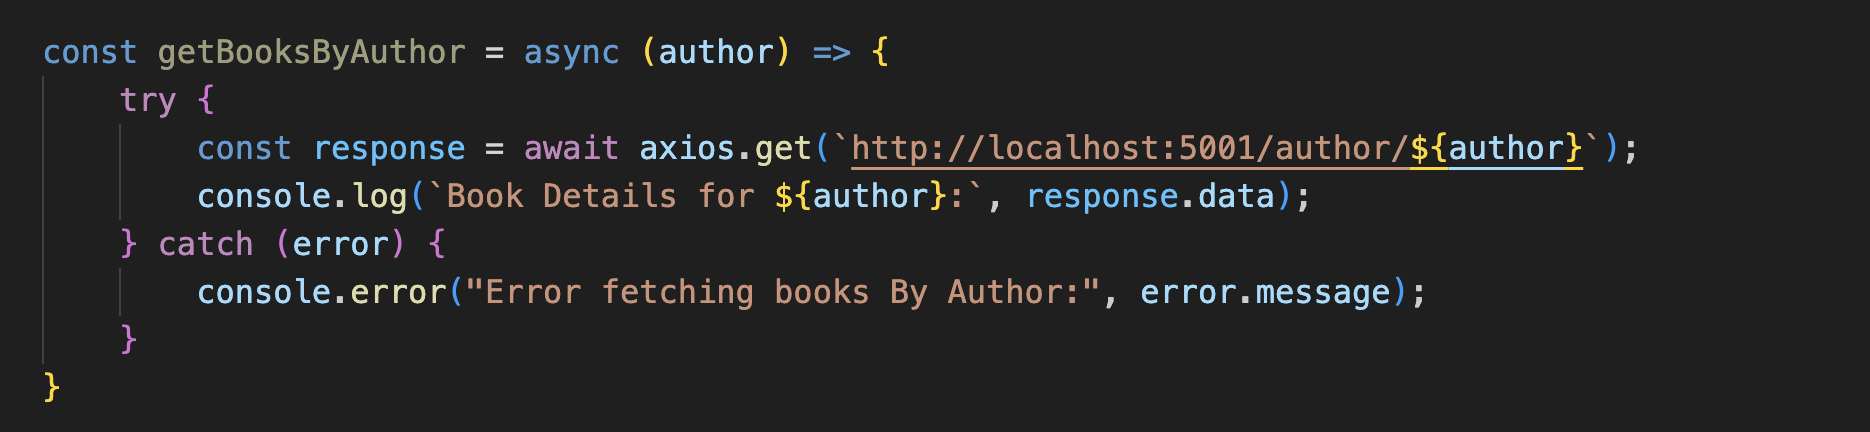 const getBooksByAuthor = async (author) => {
    try {
        const response = await axios.get(`http://localhost:5001/author/${author}`);
        console.log(`Book Details for ${author}:`, response.data);
    } catch (error) {
        console.error("Error fetching books By Author:", error.message);
    }
}